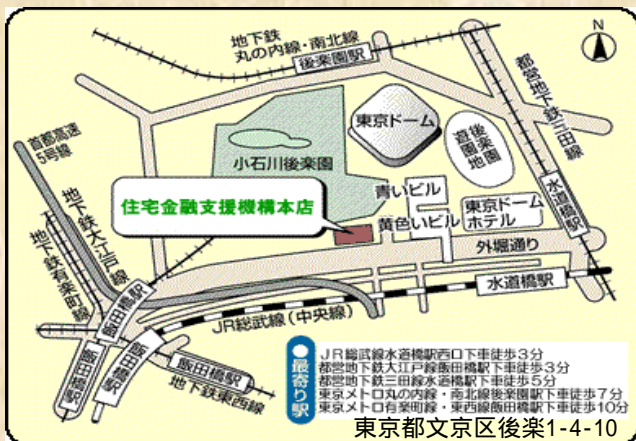 N
地下鉄
丸の内線・南北線
後楽園駅
都営地下鉄三田線
首都高速
5号線
東京ドーム
後楽園
遊園地
小石川後楽園
青いビル
住宅金融支援機構本店
黄色いビル
東京ドーム
ホテル
水道橋駅
外堀通り
地下鉄大江戸線
地下鉄有楽町線
水道橋駅
JR総武線(中央線)
飯田橋駅
飯田橋駅
飯田橋駅
飯田橋駅
地下鉄東西線
●最寄り駅
JR総武線水道橋駅西口下車徒歩3分
都営地下鉄大江戸線飯田橋駅下車徒歩3分
都営地下鉄三田線水道橋駅下車徒歩5分
東京メトロ丸の内線・南北線後楽園駅下車徒歩7分
東京メトロ有楽町線・東西線飯田橋駅下車徒歩10分
東京都文京区後楽1-4-10